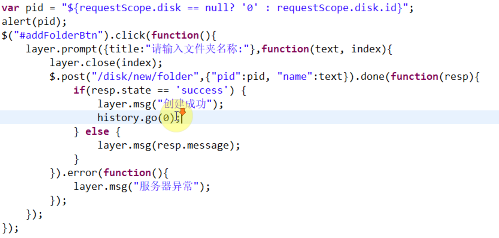 var pid = "${requestScope.disk == null? '0' : requestScope.disk.id}";
alert(pid);
$("#addFolderBtn").click(function(){
    layer.prompt({title:"请输入文件夹名称:"},function(text, index){
        layer.close(index);
        $.post("/disk/new/folder",{"pid":pid, "name":text}).done(function(resp){
            if(resp.state == 'success') {
                layer.msg("创建成功");
                history.go(0);
            } else {
                layer.msg(resp.message);
            }
        }).error(function(){
            layer.msg("服务器异常");
        });
    });
});